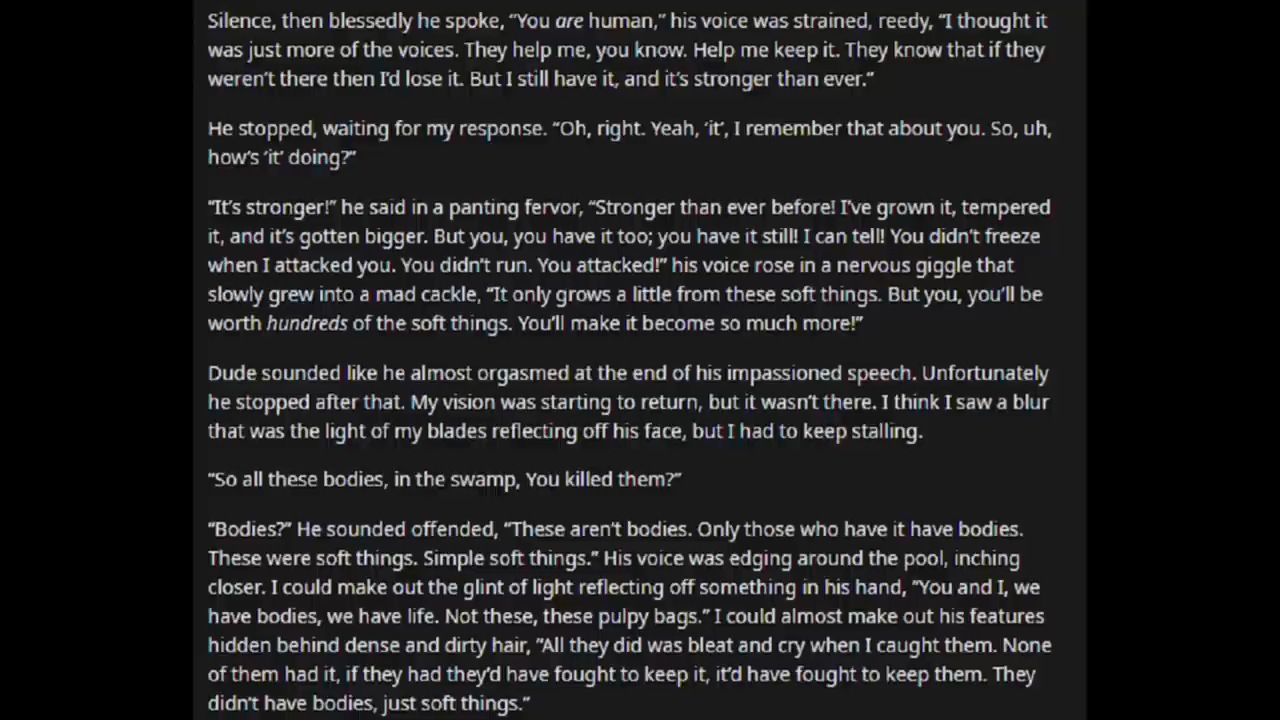 Silence, then blessedly he spoke, “You are human,” his voice was strained, reedy, “I thought it
was just more of the voices. They help me, you know. Help me keep it. They know that if they
weren’t there then I’d lose it. But I still have it, and it’s stronger than ever.”
He stopped, waiting for my response. “Oh, right. Yeah, ‘it’, I remember that about you. So, uh,
how’s ‘it’ doing?”
“It’s stronger!” he said in a panting fervor, “Stronger than ever before! I’ve grown it, tempered
it, and it’s gotten bigger. But you, you have it too; you have it still! I can tell! You didn’t freeze
when I attacked you. You didn’t run. You attacked!” his voice rose in a nervous giggle that
slowly grew into a mad cackle, “It only grows a little from these soft things. But you, you’ll be
worth hundreds of the soft things. You’ll make it become so much more!”
Dude sounded like he almost orgasmed at the end of his impassioned speech. Unfortunately
he stopped after that. My vision was starting to return, but it wasn’t there. I think I saw a blur
that was the light of my blades reflecting off his face, but I had to keep stalling.
“So all these bodies, in the swamp, You killed them?”
“Bodies?” He sounded offended, “These aren’t bodies. Only those who have it have bodies.
These were soft things. Simple soft things.” His voice was edging around the pool, inching
closer. I could make out the glint of light reflecting off something in his hand, “You and I, we
have bodies, we have life. Not these, these pulpy bags.” I could almost make out his features
hidden behind dense and dirty hair, “All they did was bleat and cry when I caught them. None
of them had it, if they had they’d have fought to keep it, it’d have fought to keep them. They
didn’t have bodies, just soft things.”